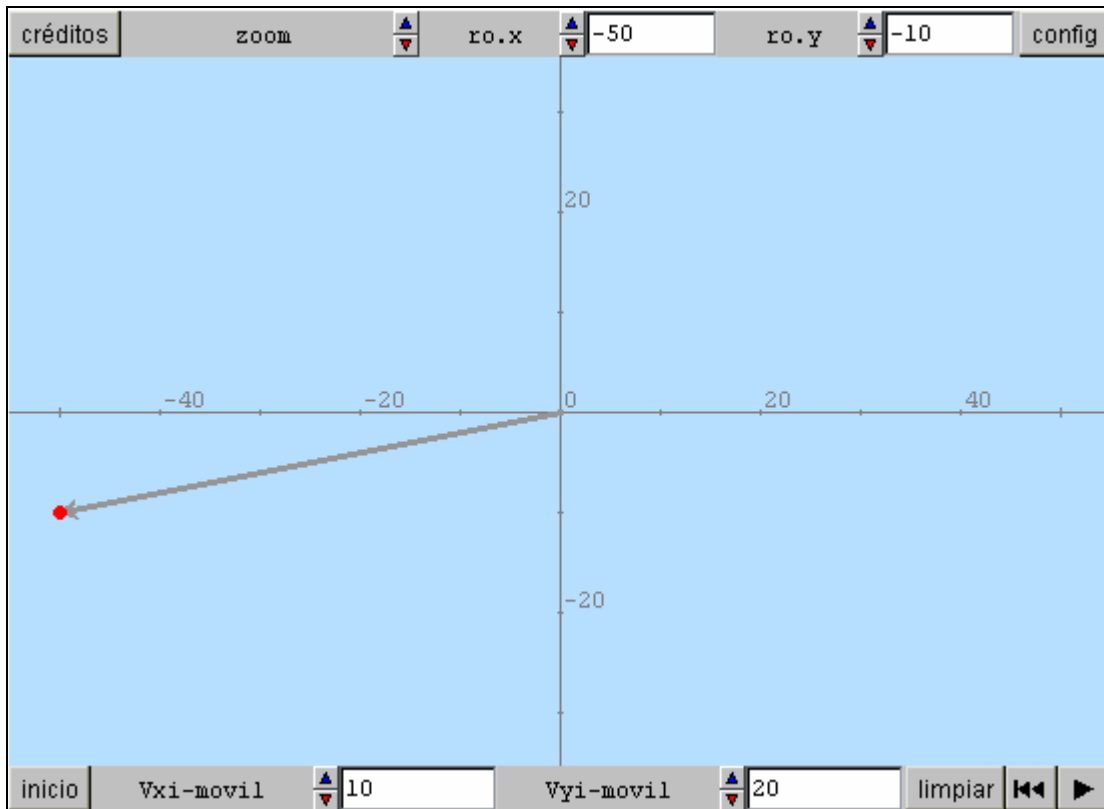 créditos zoom ro.x -50 ro.y -10 config
20
-40 -20 0 20 40
-20
inicio Vxi-movil 10 Vyi-movil 20 limpiar